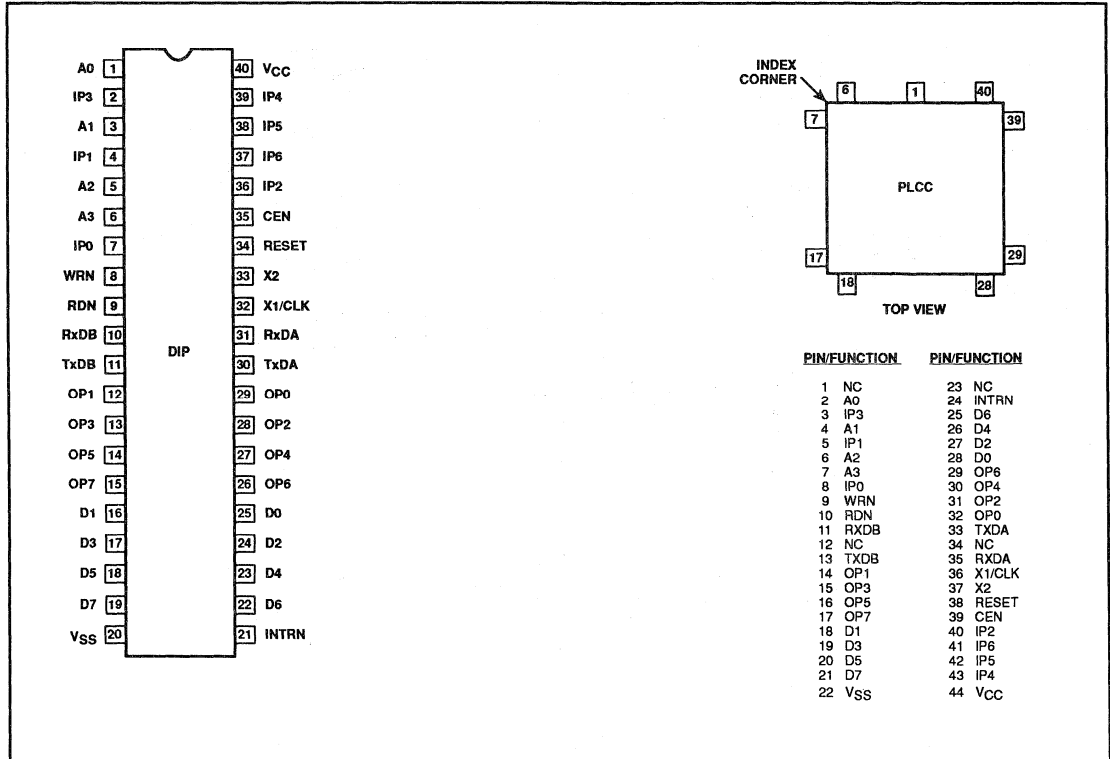 A0 1 40 VCC
IP3 2 39 IP4
A1 3 38 IP5
IP1 4 37 IP6
A2 5 36 IP2
A3 6 35 CEN
IP0 7 34 RESET
WRN 8 33 X2
RDN 9 32 X1/CLK
RxDB 10 31 RxDA
TxDB 11 30 TxDA
DIP
OP1 12 29 OP0
OP3 13 28 OP2
OP5 14 27 OP4
OP7 15 26 OP6
D1 16 25 D0
D3 17 24 D2
D5 18 23 D4
D7 19 22 D6
VSS 20 21 INTRN
INDEX
CORNER
6 1 40
7 39
PLCC
17 29
18 28
TOP VIEW
PIN/FUNCTION PIN/FUNCTION
1 NC 23 NC
2 A0 24 INTRN
3 IP3 25 D6
4 A1 26 D4
5 IP1 27 D2
6 A2 28 D0
7 A3 29 OP6
8 IP0 30 OP4
9 WRN 31 OP2
10 RDN 32 OP0
11 RXDB 33 TXDA
12 NC 34 NC
13 TXDB 35 RXDA
14 OP1 36 X1/CLK
15 OP3 37 X2
16 OP5 38 RESET
17 OP7 39 CEN
18 D1 40 IP2
19 D3 41 IP6
20 D5 42 IP5
21 D7 43 IP4
22 VSS 44 VCC